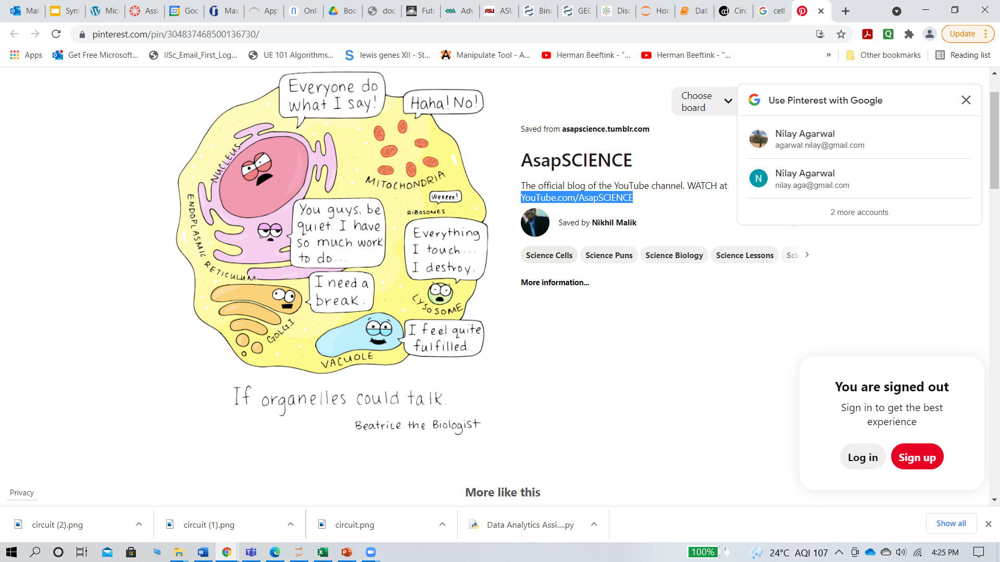 Mail
Synt
Micr
Assi
Goo
Max
App
Onli
Boo
doc
Futu
Adv
ASU
Binc
GEC
Disc
Hor
Data
Circ
cell
pinterest.com/pin/304837468500136730/
Update
Apps
Get Free Microsoft...
IISc_Email_First_Log...
UE 101 Algorithms...
lewis genes XII - St...
Manipulate Tool - A...
Herman Beeftink - "...
Herman Beeftink - "...
»
Other bookmarks
Reading list
Everyone do
what I say!
Haha! No!
NUCLEUS
MITOCHONDRIA
Weeeee!
RIBOSOMES
ENDOPLASMIC RETICULUM
You guys, be
quiet. I have
so much work
to do...
Everything
I touch...
I destroy.
I need a
break.
LYSOSOME
GOLGI
I feel quite
fulfilled.
VACUOLE
If organelles could talk.
Beatrice the Biologist
Choose
board
Saved from asapscience.tumblr.com
AsapSCIENCE
The official blog of the YouTube channel. WATCH at
YouTube.com/AsapSCIENCE
Saved by Nikhil Malik
Science Cells
Science Puns
Science Biology
Science Lessons
Scie
More information...
Use Pinterest with Google
Nilay Agarwal
agarwal.nilay@gmail.com
N
Nilay Agarwal
nilay.aga@gmail.com
2 more accounts
You are signed out
Sign in to get the best
experience
Log in
Sign up
Privacy
More like this
circuit (2).png
circuit (1).png
circuit.png
Data Analytics Assi....py
Show all
100%
24°C AQI 107
4:25 PM